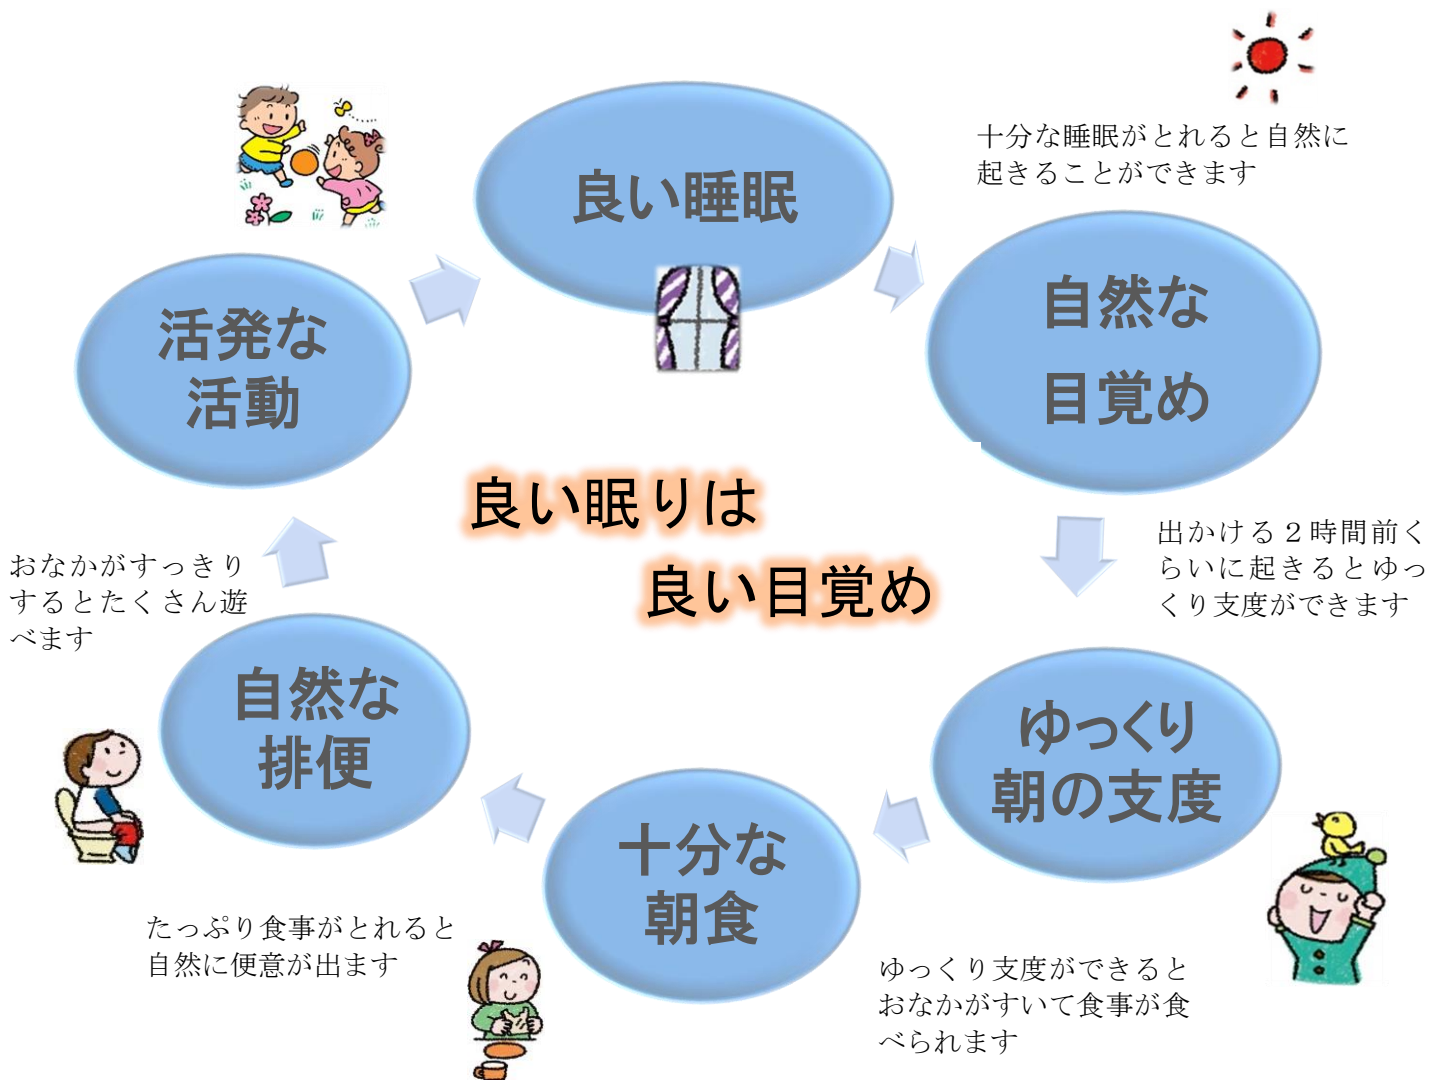 良い睡眠
十分な睡眠がとれると自然に
起きることができます
自然な
目覚め
出かける２時間前く
らいに起きるとゆっ
くり支度ができます
ゆっくり
朝の支度
ゆっくり支度ができると
おなかがすいて食事が食
べられます
十分な
朝食
たっぷり食事がとれると
自然に便意が出ます
自然な
排便
おなかがすっきり
するとたくさん遊
べます
活発な
活動
良い眠りは
良い目覚め